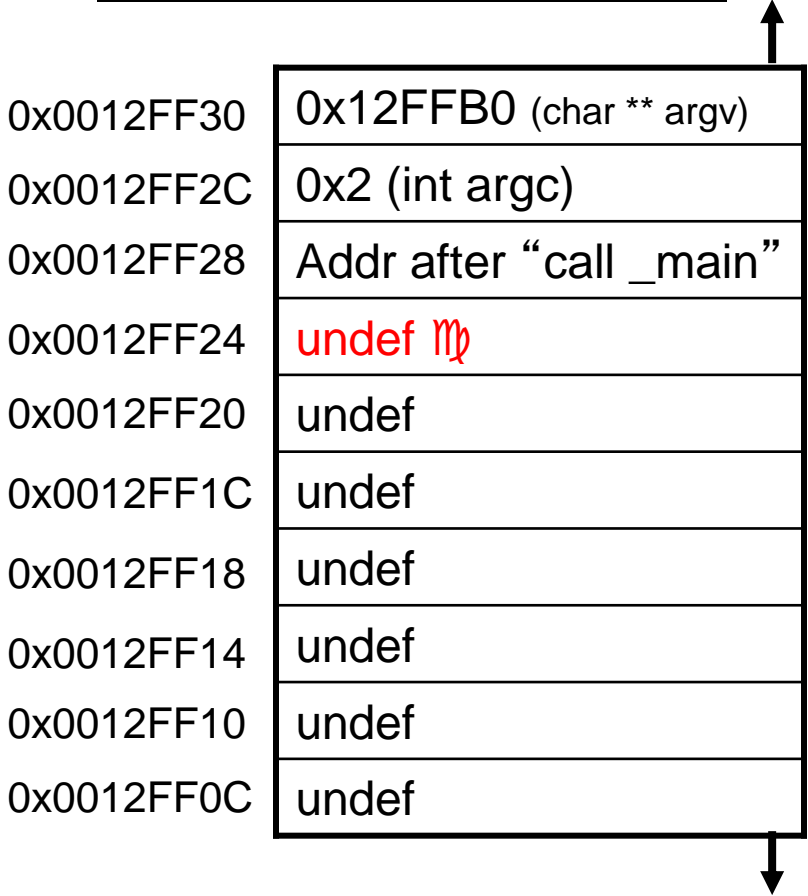 0x0012FF30 0x12FFB0 (char ** argv)
0x0012FF2C 0x2 (int argc)
0x0012FF28 Addr after “call _main”
0x0012FF24 undef ♍
0x0012FF20 undef
0x0012FF1C undef
0x0012FF18 undef
0x0012FF14 undef
0x0012FF10 undef
0x0012FF0C undef